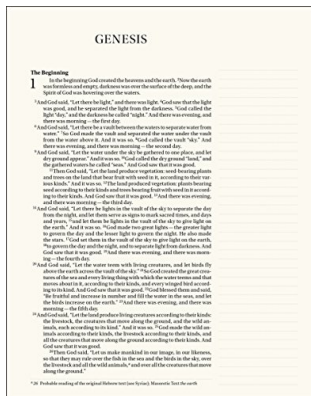 GENESIS
The Beginning
1 In the beginning God created the heavens and the earth. 2Now the earth
was formless and empty, darkness was over the surface of the deep, and the
Spirit of God was hovering over the waters.
3And God said, "Let there be light," and there was light. 4God saw that the light
was good, and he separated the light from the darkness. 5God called the
light "day," and the darkness he called "night." And there was evening, and
there was morning—the first day.
6And God said, "Let there be a vault between the waters to separate water from
water." 7So God made the vault and separated the water under the vault
from the water above it. And it was so. 8God called the vault "sky." And
there was evening, and there was morning—the second day.
9And God said, "Let the water under the sky be gathered to one place, and let
dry ground appear." And it was so. 10God called the dry ground "land," and
the gathered waters he called "seas." And God saw that it was good.
11Then God said, "Let the land produce vegetation: seed-bearing plants
and trees on the land that bear fruit with seed in it, according to their var-
ious kinds." And it was so. 12The land produced vegetation: plants bearing
seed according to their kinds and trees bearing fruit with seed in it accord-
ing to their kinds. And God saw that it was good. 13And there was evening,
and there was morning—the third day.
14And God said, "Let there be lights in the vault of the sky to separate the day
from the night, and let them serve as signs to mark sacred times, and days
and years, 15and let them be lights in the vault of the sky to give light on
the earth." And it was so. 16God made two great lights—the greater light
to govern the day and the lesser light to govern the night. He also made
the stars. 17God set them in the vault of the sky to give light on the earth,
18to govern the day and the night, and to separate light from darkness. And
God saw that it was good. 19And there was evening, and there was morn-
ing—the fourth day.
20And God said, "Let the water teem with living creatures, and let birds fly
above the earth across the vault of the sky." 21So God created the great crea-
tures of the sea and every living thing with which the water teems and that
moves about in it, according to their kinds, and every winged bird accord-
ing to its kind. And God saw that it was good. 22God blessed them and said,
"Be fruitful and increase in number and fill the water in the seas, and let
the birds increase on the earth." 23And there was evening, and there was
morning—the fifth day.
24And God said, "Let the land produce living creatures according to their kinds:
the livestock, the creatures that move along the ground, and the wild an-
imals, each according to its kind." And it was so. 25God made the wild an-
imals according to their kinds, the livestock according to their kinds, and
all the creatures that move along the ground according to their kinds. And
God saw that it was good.
26Then God said, "Let us make mankind in our image, in our likeness,
so that they may rule over the fish in the sea and the birds in the sky, over
the livestock and all the wild animals,a and over all the creatures that move
along the ground."
a 26 Probable reading of the original Hebrew text (see Syriac); Masoretic Text the earth